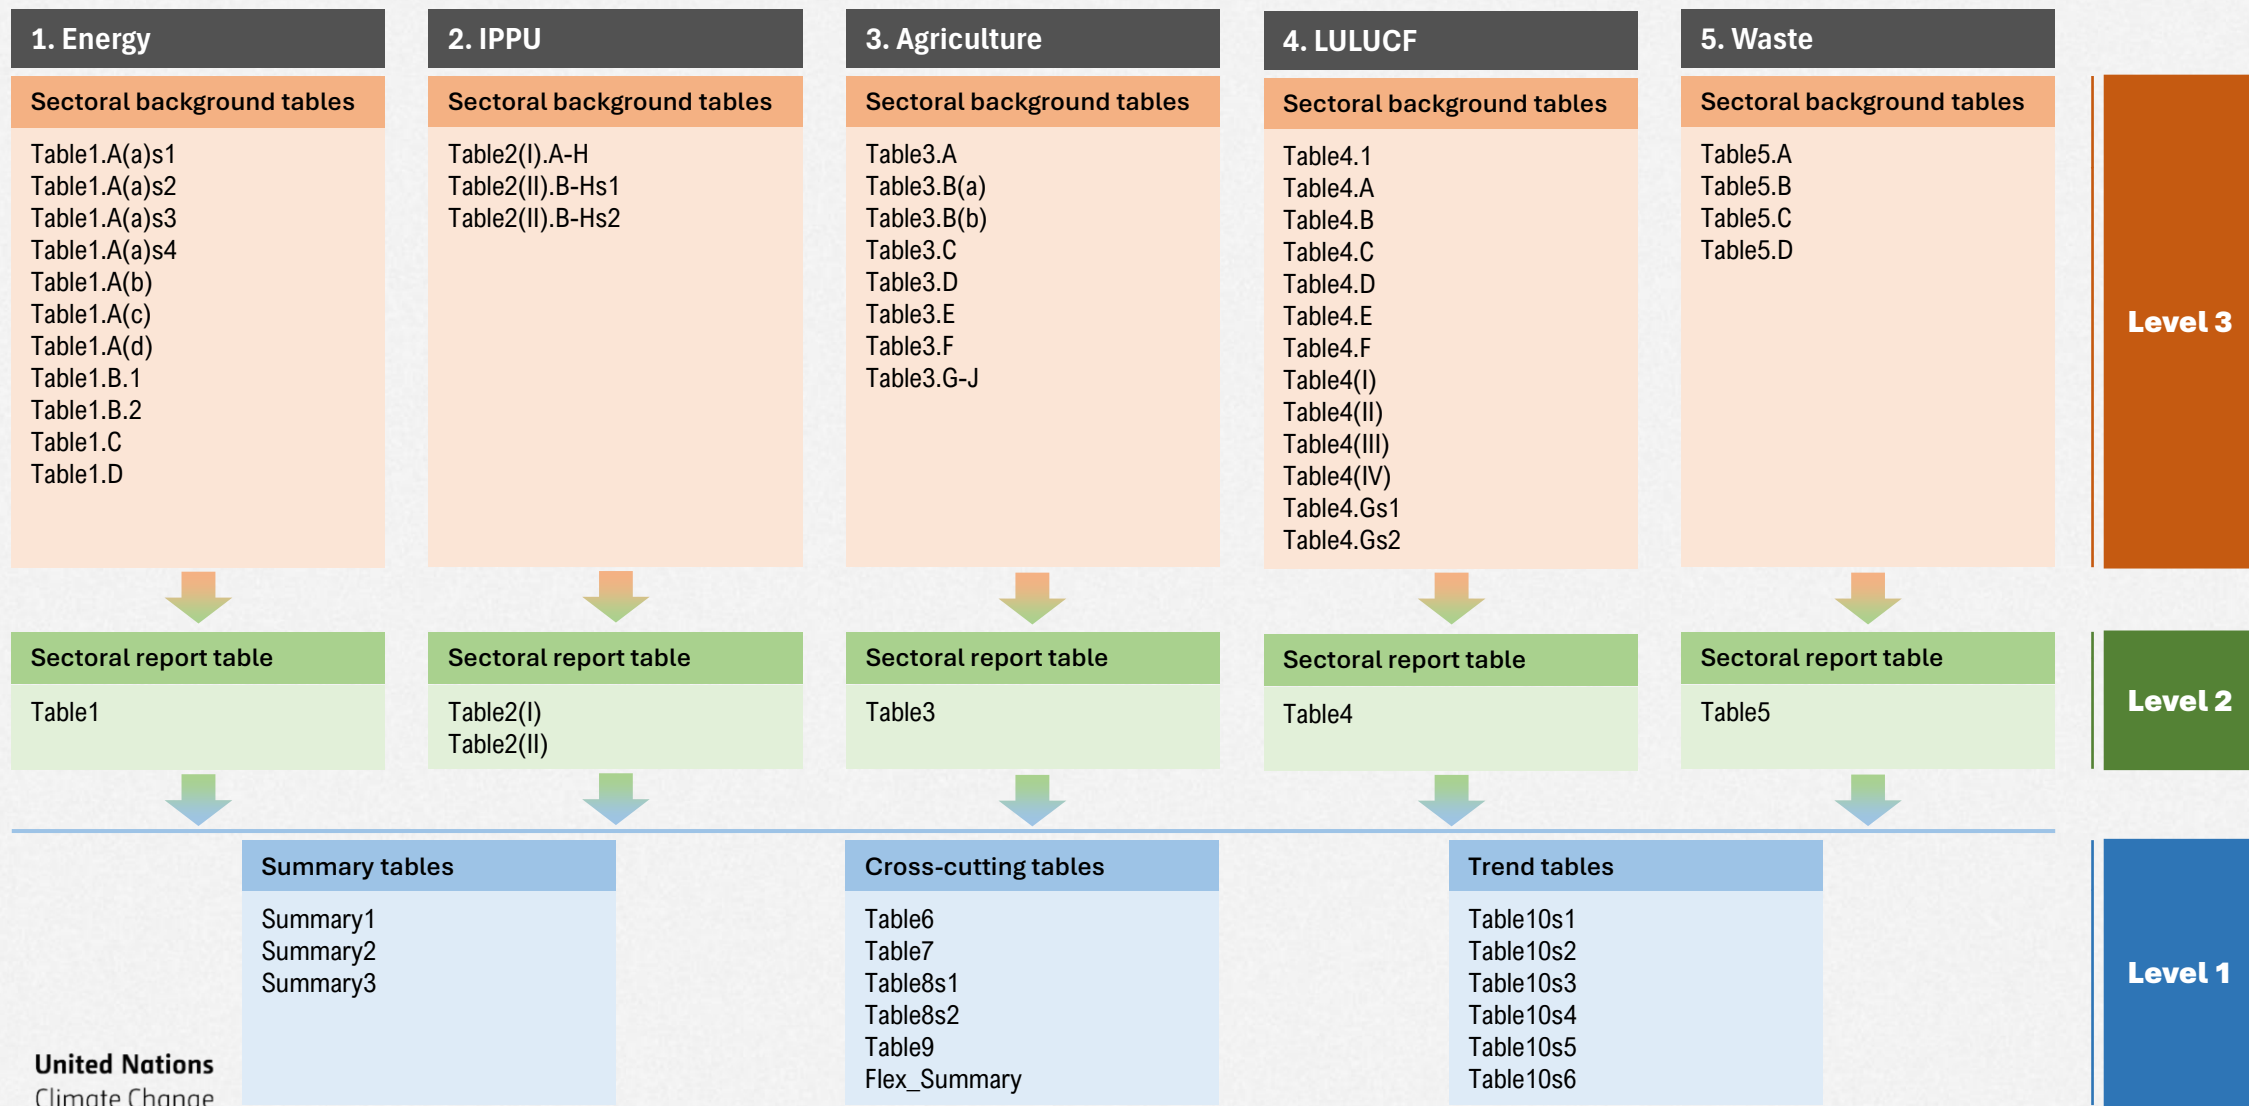 1. Energy
Sectoral background tables
Table1.A(a)s1
Table1.A(a)s2
Table1.A(a)s3
Table1.A(a)s4
Table1.A(b)
Table1.A(c)
Table1.A(d)
Table1.B.1
Table1.B.2
Table1.C
Table1.D
Sectoral report table
Table1
2. IPPU
Sectoral background tables
Table2(I).A-H
Table2(II).B-Hs1
Table2(II).B-Hs2
Sectoral report table
Table2(I)
Table2(II)
3. Agriculture
Sectoral background tables
Table3.A
Table3.B(a)
Table3.B(b)
Table3.C
Table3.D
Table3.E
Table3.F
Table3.G-J
Sectoral report table
Table3
4. LULUCF
Sectoral background tables
Table4.1
Table4.A
Table4.B
Table4.C
Table4.D
Table4.E
Table4.F
Table4(I)
Table4(II)
Table4(III)
Table4(IV)
Table4.Gs1
Table4.Gs2
Sectoral report table
Table4
5. Waste
Sectoral background tables
Table5.A
Table5.B
Table5.C
Table5.D
Sectoral report table
Table5
Level 3
Level 2
Summary tables
Summary1
Summary2
Summary3
Cross-cutting tables
Table6
Table7
Table8s1
Table8s2
Table9
Flex_Summary
Trend tables
Table10s1
Table10s2
Table10s3
Table10s4
Table10s5
Table10s6
Level 1
United Nations
Climate Change